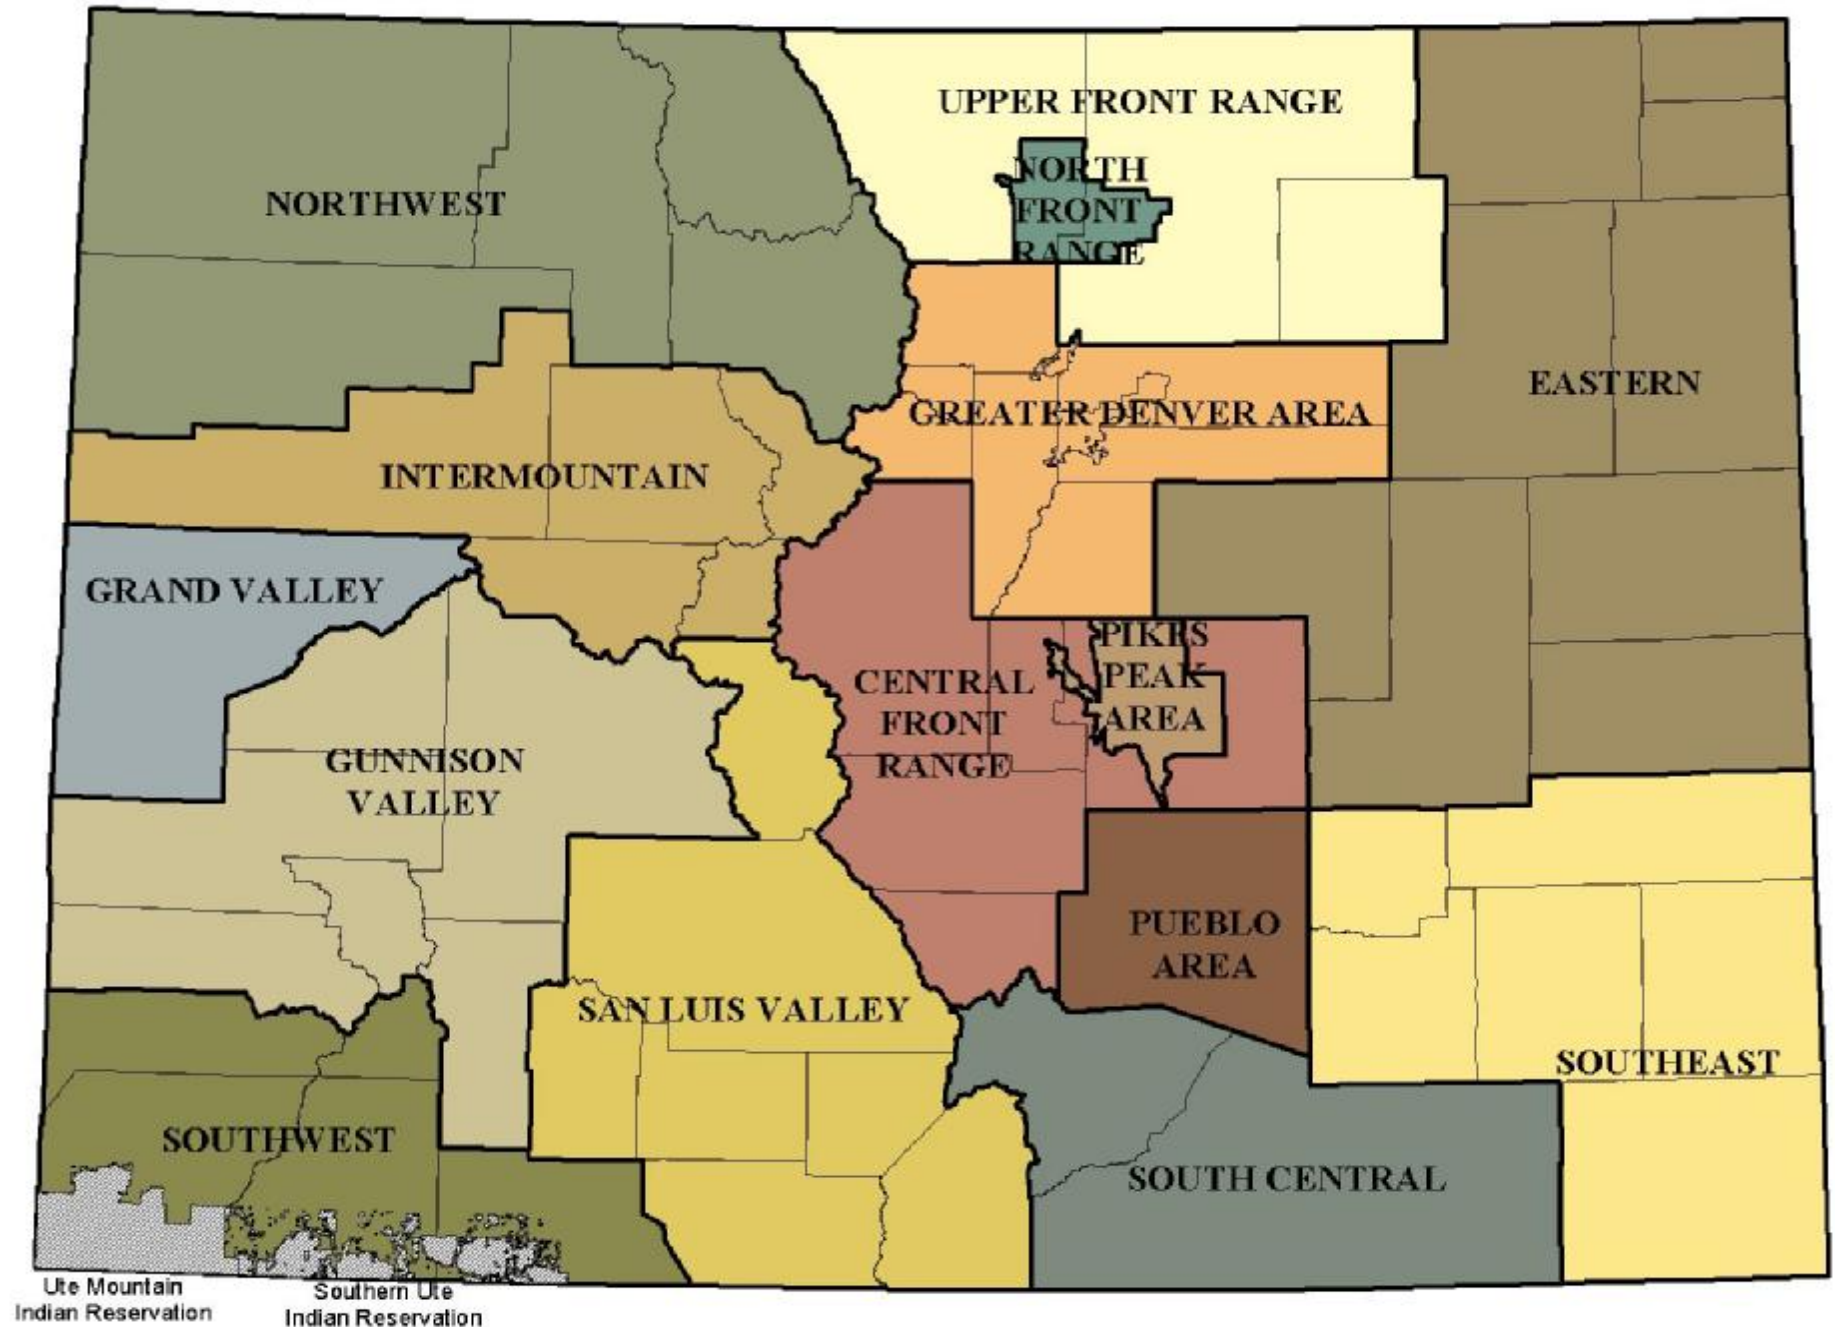 UPPER FRONT RANGE
NORTH
FRONT
RANGE
NORTHWEST
EASTERN
GREATER DENVER AREA
INTERMOUNTAIN
GRAND VALLEY
PIKES
PEAK
AREA
CENTRAL
FRONT
RANGE
GUNNISON
VALLEY
PUEBLO
AREA
SAN LUIS VALLEY
SOUTHEAST
SOUTHWEST
SOUTH CENTRAL
Ute Mountain
Indian Reservation
Southern Ute
Indian Reservation